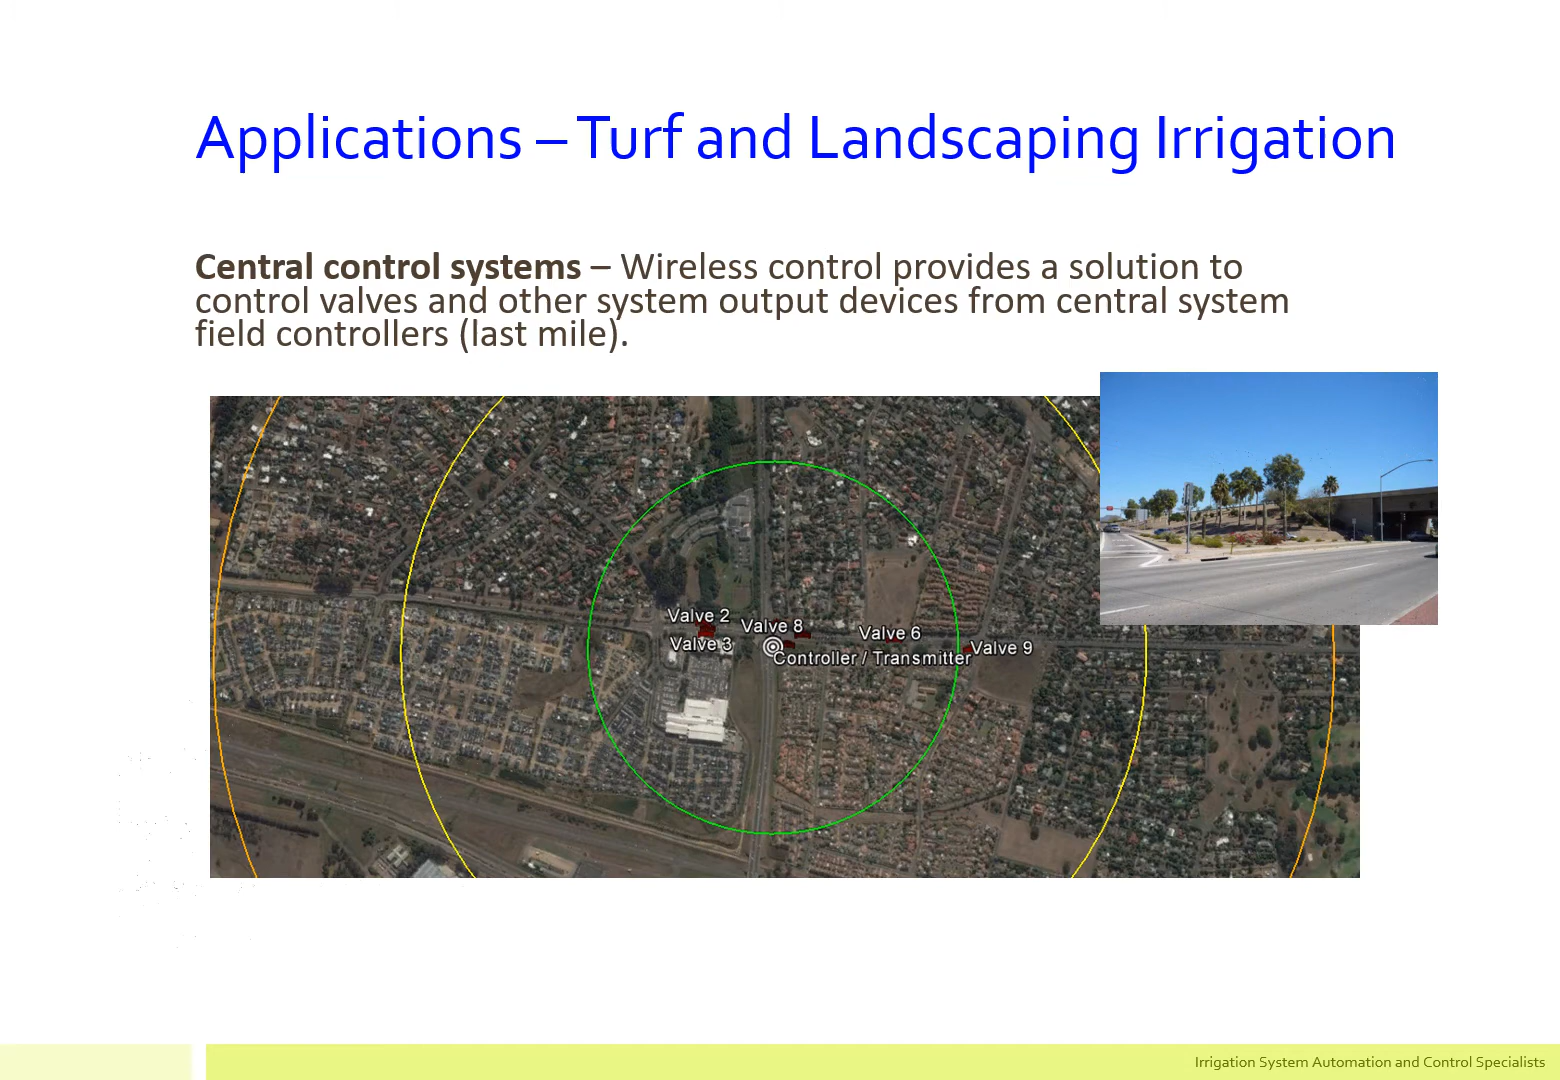 Applications – Turf and Landscaping Irrigation
Central control systems – Wireless control provides a solution to
control valves and other system output devices from central system
field controllers (last mile).
Valve 2
Valve 8
Valve 6
Valve 3
Valve 9
Controller / Transmitter
Irrigation System Automation and Control Specialists